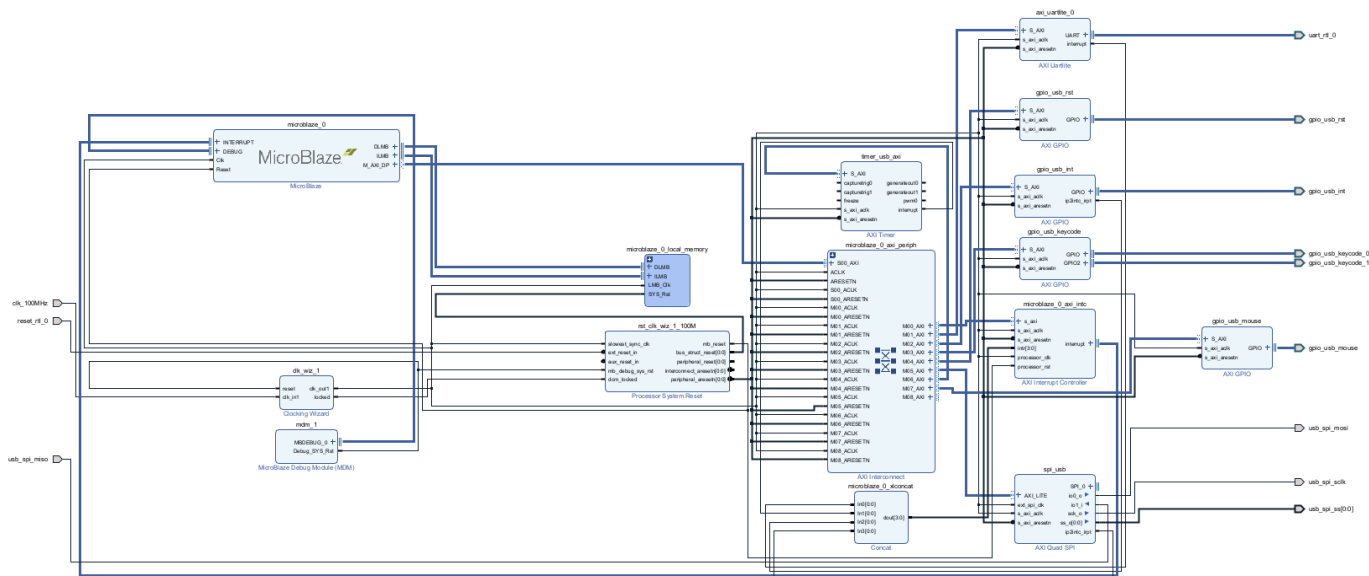 axi_uartlite_0
S_AXI
s_axi_aclk
s_axi_aresetn
UART
interrupt
AXI Uartlite
uart_rtl_0
gpio_usb_rst
S_AXI
s_axi_aclk
s_axi_aresetn
GPIO
AXI GPIO
gpio_usb_rst
microblaze_0
INTERRUPT
DEBUG
Clk
Reset
MicroBlaze
DLMB
ILMB
M_AXI_DP
MicroBlaze
timer_usb_axi
S_AXI
capturetrig0
capturetrig1
freeze
s_axi_aclk
s_axi_aresetn
generateout0
generateout1
pwm0
interrupt
AXI Timer
gpio_usb_int
S_AXI
s_axi_aclk
s_axi_aresetn
GPIO
ip2intc_irpt
AXI GPIO
gpio_usb_int
gpio_usb_keycode
S_AXI
s_axi_aclk
s_axi_aresetn
GPIO
GPIO2
AXI GPIO
gpio_usb_keycode_0
gpio_usb_keycode_1
microblaze_0_local_memory
DLMB
ILMB
LMB_Clk
SYS_Rst
microblaze_0_axi_periph
S00_AXI
ACLK
ARESETN
S00_ACLK
S00_ARESETN
M00_ACLK
M00_ARESETN
M01_ACLK
M01_ARESETN
M02_ACLK
M02_ARESETN
M03_ACLK
M03_ARESETN
M04_ACLK
M04_ARESETN
M05_ACLK
M05_ARESETN
M06_ACLK
M06_ARESETN
M07_ACLK
M07_ARESETN
M08_ACLK
M08_ARESETN
M00_AXI
M01_AXI
M02_AXI
M03_AXI
M04_AXI
M05_AXI
M06_AXI
M07_AXI
M08_AXI
AXI Interconnect
microblaze_0_axi_intc
s_axi
s_axi_aclk
s_axi_aresetn
intr[3:0]
processor_clk
processor_rst
interrupt
AXI Interrupt Controller
gpio_usb_mouse
S_AXI
s_axi_aclk
s_axi_aresetn
GPIO
AXI GPIO
gpio_usb_mouse
clk_100MHz
reset_rtl_0
rst_clk_wiz_1_100M
slowest_sync_clk
ext_reset_in
aux_reset_in
mb_debug_sys_rst
dcm_locked
mb_reset
bus_struct_reset[0:0]
peripheral_reset[0:0]
interconnect_aresetn[0:0]
peripheral_aresetn[0:0]
Processor System Reset
clk_wiz_1
reset
clk_in1
clk_out1
locked
Clocking Wizard
mdm_1
MBDEBUG_0
Debug_SYS_Rst
MicroBlaze Debug Module (MDM)
usb_spi_miso
usb_spi_mosi
spi_usb
AXI_LITE
ext_spi_clk
s_axi_aclk
s_axi_aresetn
SPI_0
io0_o
io1_i
sck_o
ss_o[0:0]
ip2intc_irpt
AXI Quad SPI
usb_spi_sclk
usb_spi_ss[0:0]
microblaze_0_xlconcat
In0[0:0]
In1[0:0]
In2[0:0]
In3[0:0]
dout[3:0]
Concat